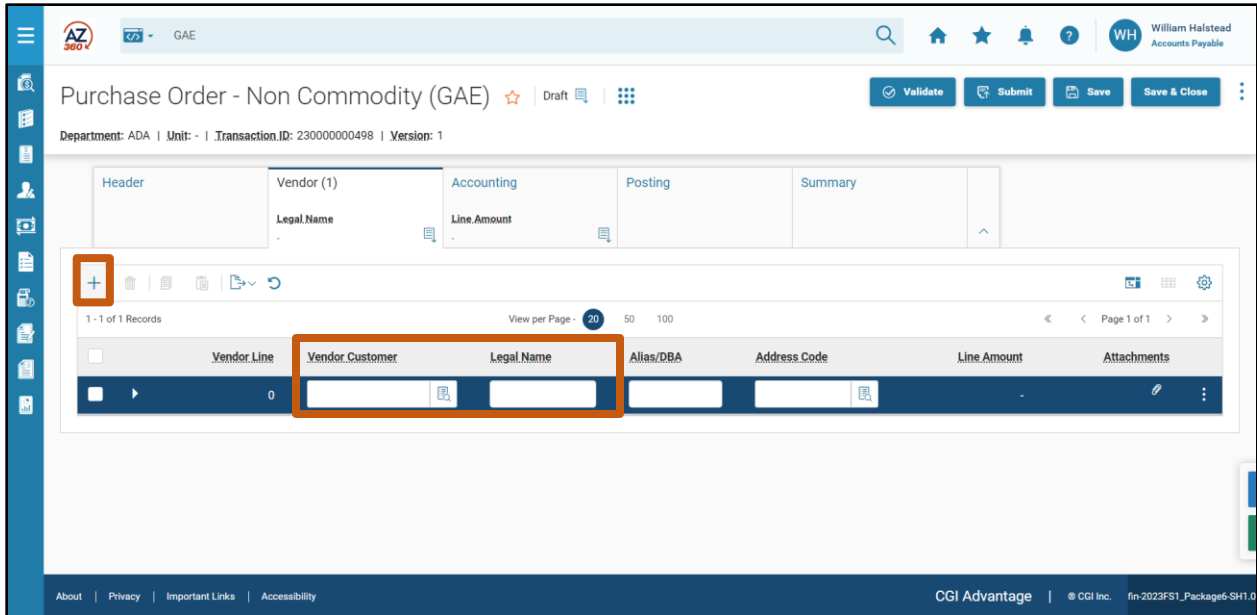 AZ 360 GAE William Halstead
WH Accounts Payable
Purchase Order - Non Commodity (GAE) Draft Validate Submit Save Save & Close
Department: ADA | Unit: - | Transaction ID: 230000000498 | Version: 1
Header Vendor (1) Accounting Posting Summary
Legal Name Line Amount
- -
1 - 1 of 1 Records View per Page - 20 50 100 Page 1 of 1
Vendor Line Vendor Customer Legal Name Alias/DBA Address Code Line Amount Attachments
0 -
About | Privacy | Important Links | Accessibility CGI Advantage | © CGI Inc. fin-2023FS1_Package6-SH1.0